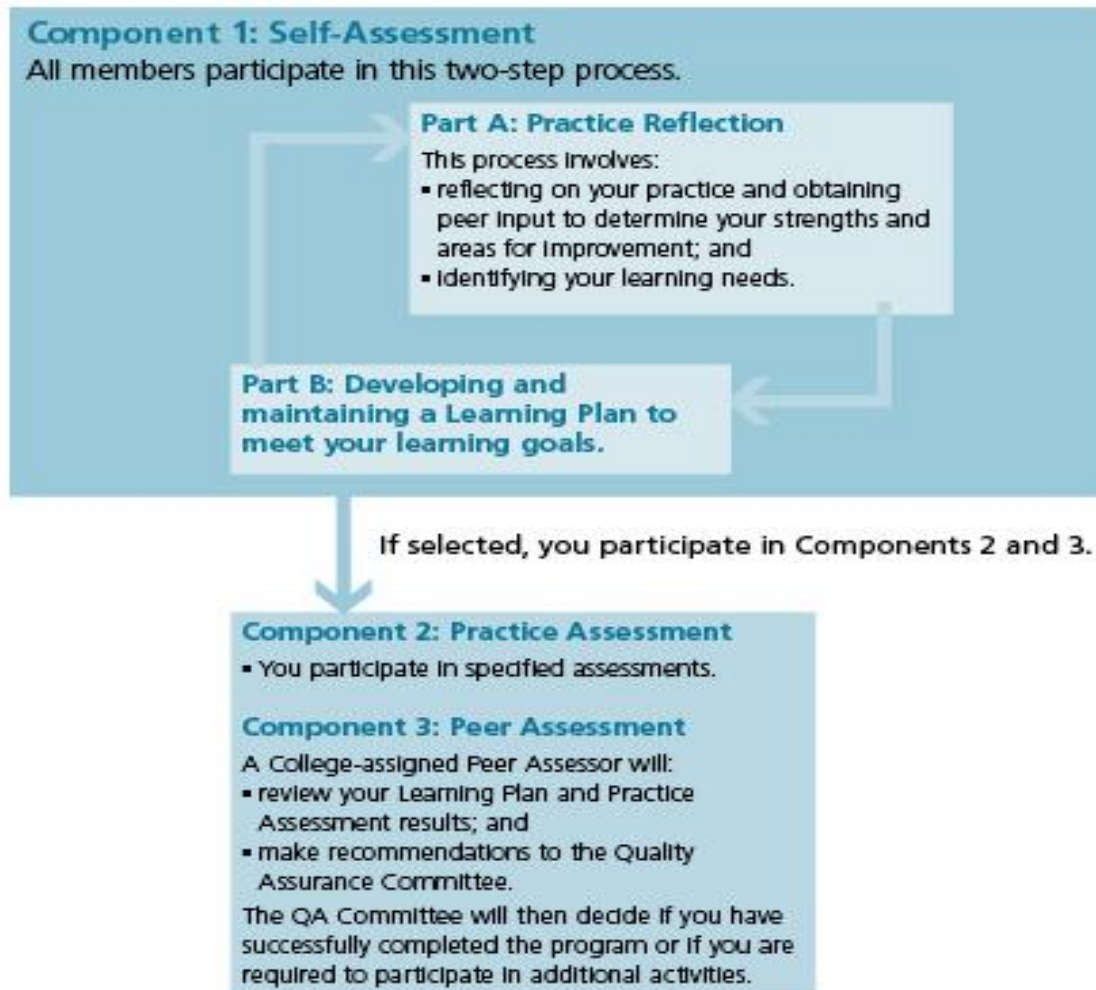 Component 1: Self-Assessment
All members participate in this two-step process.
Part A: Practice Reflection
This process involves:
▪ reflecting on your practice and obtaining
peer input to determine your strengths and
areas for improvement; and
▪ identifying your learning needs.
Part B: Developing and
maintaining a Learning Plan to
meet your learning goals.
If selected, you participate in Components 2 and 3.
Component 2: Practice Assessment
▪ You participate in specified assessments.
Component 3: Peer Assessment
A College-assigned Peer Assessor will:
▪ review your Learning Plan and Practice
Assessment results; and
▪ make recommendations to the Quality
Assurance Committee.
The QA Committee will then decide if you have
successfully completed the program or if you are
required to participate in additional activities.